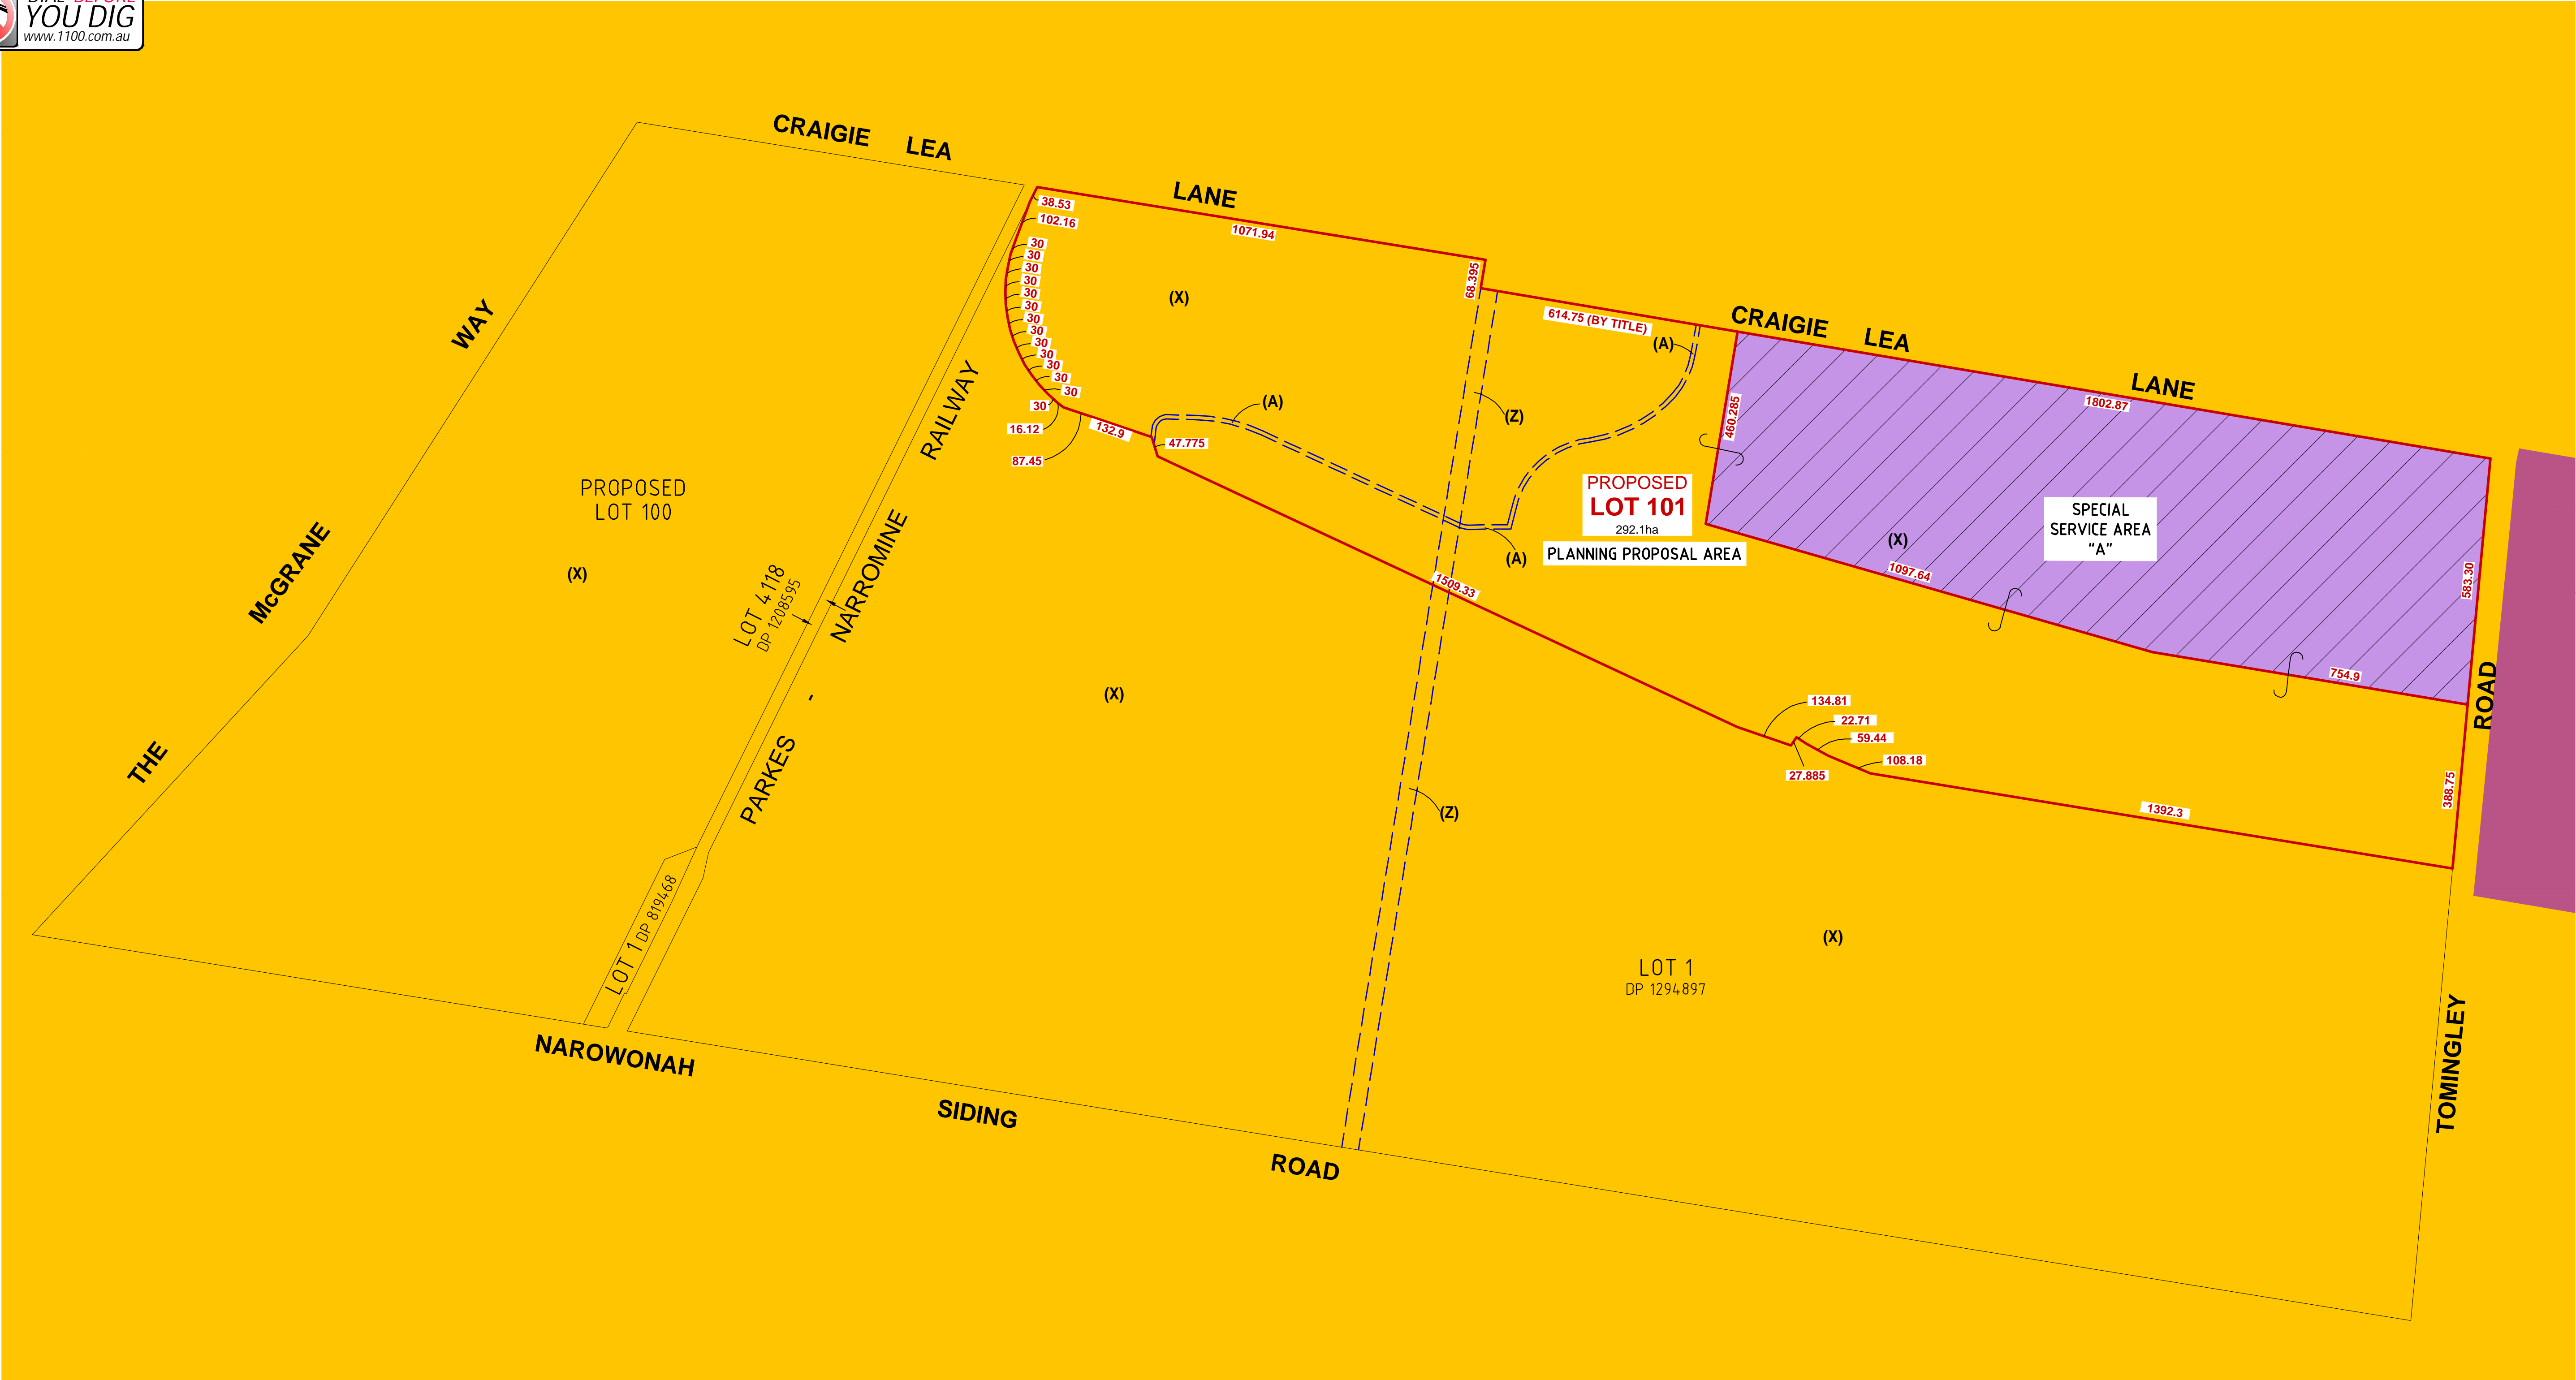 DIAL BEFORE
YOU DIG
www.1100.com.au
CRAIGIE LEA
LANE
38.53
102.16
1071.94
30
30
30
30
30
30
30
30
30
30
30
30
30
30
16.12
87.45
132.9
47.775
68.395
614.75 (BY TITLE)
CRAIGIE LEA
LANE
1802.87
460.285
(X)
(A)
(A)
(Z)
(A)
WAY
McGRANE
THE
RAILWAY
NARROMINE
-
PARKES
PROPOSED
LOT 100
(X)
LOT 4118
DP 1208595
PROPOSED
LOT 101
292.1ha
PLANNING PROPOSAL AREA
SPECIAL
SERVICE AREA
"A"
(X)
1097.64
583.30
754.9
ROAD
1509.33
(X)
134.81
22.71
59.44
108.18
27.885
388.75
1392.3
(Z)
LOT 1 DP 819468
(X)
LOT 1
DP 1294897
TOMINGLEY
NAROWONAH
SIDING
ROAD